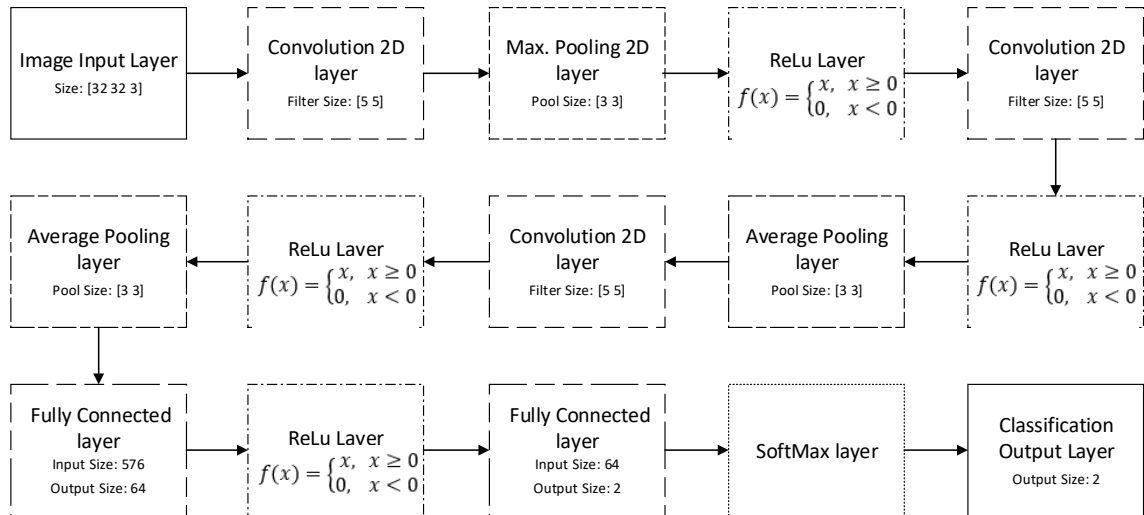 Image Input Layer
Size: [32 32 3]
Convolution 2D
layer
Filter Size: [5 5]
Max. Pooling 2D
layer
Pool Size: [3 3]
ReLu Layer
f(x) = {x, x ≥ 0
0, x < 0
Convolution 2D
layer
Filter Size: [5 5]
Average Pooling
layer
Pool Size: [3 3]
ReLu Layer
f(x) = {x, x ≥ 0
0, x < 0
Convolution 2D
layer
Filter Size: [5 5]
Average Pooling
layer
Pool Size: [3 3]
ReLu Layer
f(x) = {x, x ≥ 0
0, x < 0
Fully Connected
layer
Input Size: 576
Output Size: 64
ReLu Layer
f(x) = {x, x ≥ 0
0, x < 0
Fully Connected
layer
Input Size: 64
Output Size: 2
SoftMax layer
Classification
Output Layer
Output Size: 2